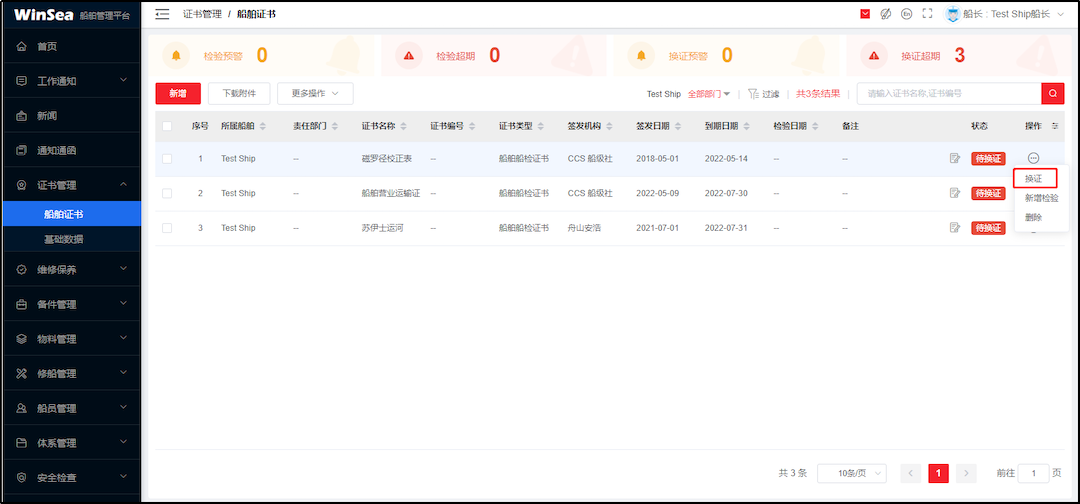 WinSea 船舶管理平台
首页
工作通知
新闻
通知通函
证书管理
船舶证书
基础数据
维修保养
备件管理
物料管理
修船管理
船员管理
体系管理
安全检查
证书管理 / 船舶证书
En 船长 : Test Ship船长
检验预警 0 检验超期 0 换证预警 0 换证超期 3
新增 下载附件 更多操作 Test Ship 全部部门 过滤 共3条结果 请输入证书名称,证书编号
序号 所属船舶 责任部门 证书名称 证书编号 证书类型 签发机构 签发日期 到期日期 检验日期 备注 状态 操作
1 Test Ship -- 磁罗径校正表 -- 船舶船检证书 CCS 船级社 2018-05-01 2022-05-14 -- -- 待换证
2 Test Ship -- 船舶营业运输证 -- 船舶船检证书 CCS 船级社 2022-05-09 2022-07-30 -- -- 待换证
3 Test Ship -- 苏伊士运河 -- 船舶船检证书 舟山安浩 2021-07-01 2022-07-31 -- -- 待换证
换证
新增检验
删除
共 3 条 10条/页 1 前往 1 页